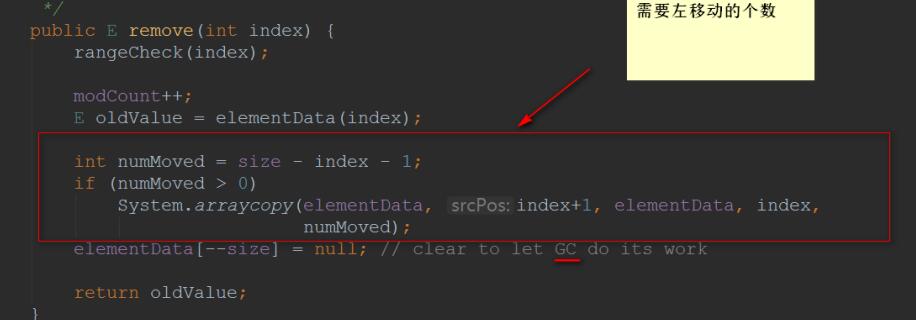 需要左移动的个数
*/
public E remove(int index) {
rangeCheck(index);
modCount++;
E oldValue = elementData(index);
int numMoved = size - index - 1;
if (numMoved > 0)
System.arraycopy(elementData, srcPos: index+1, elementData, index,
numMoved);
elementData[--size] = null; // clear to let GC do its work
return oldValue;
}